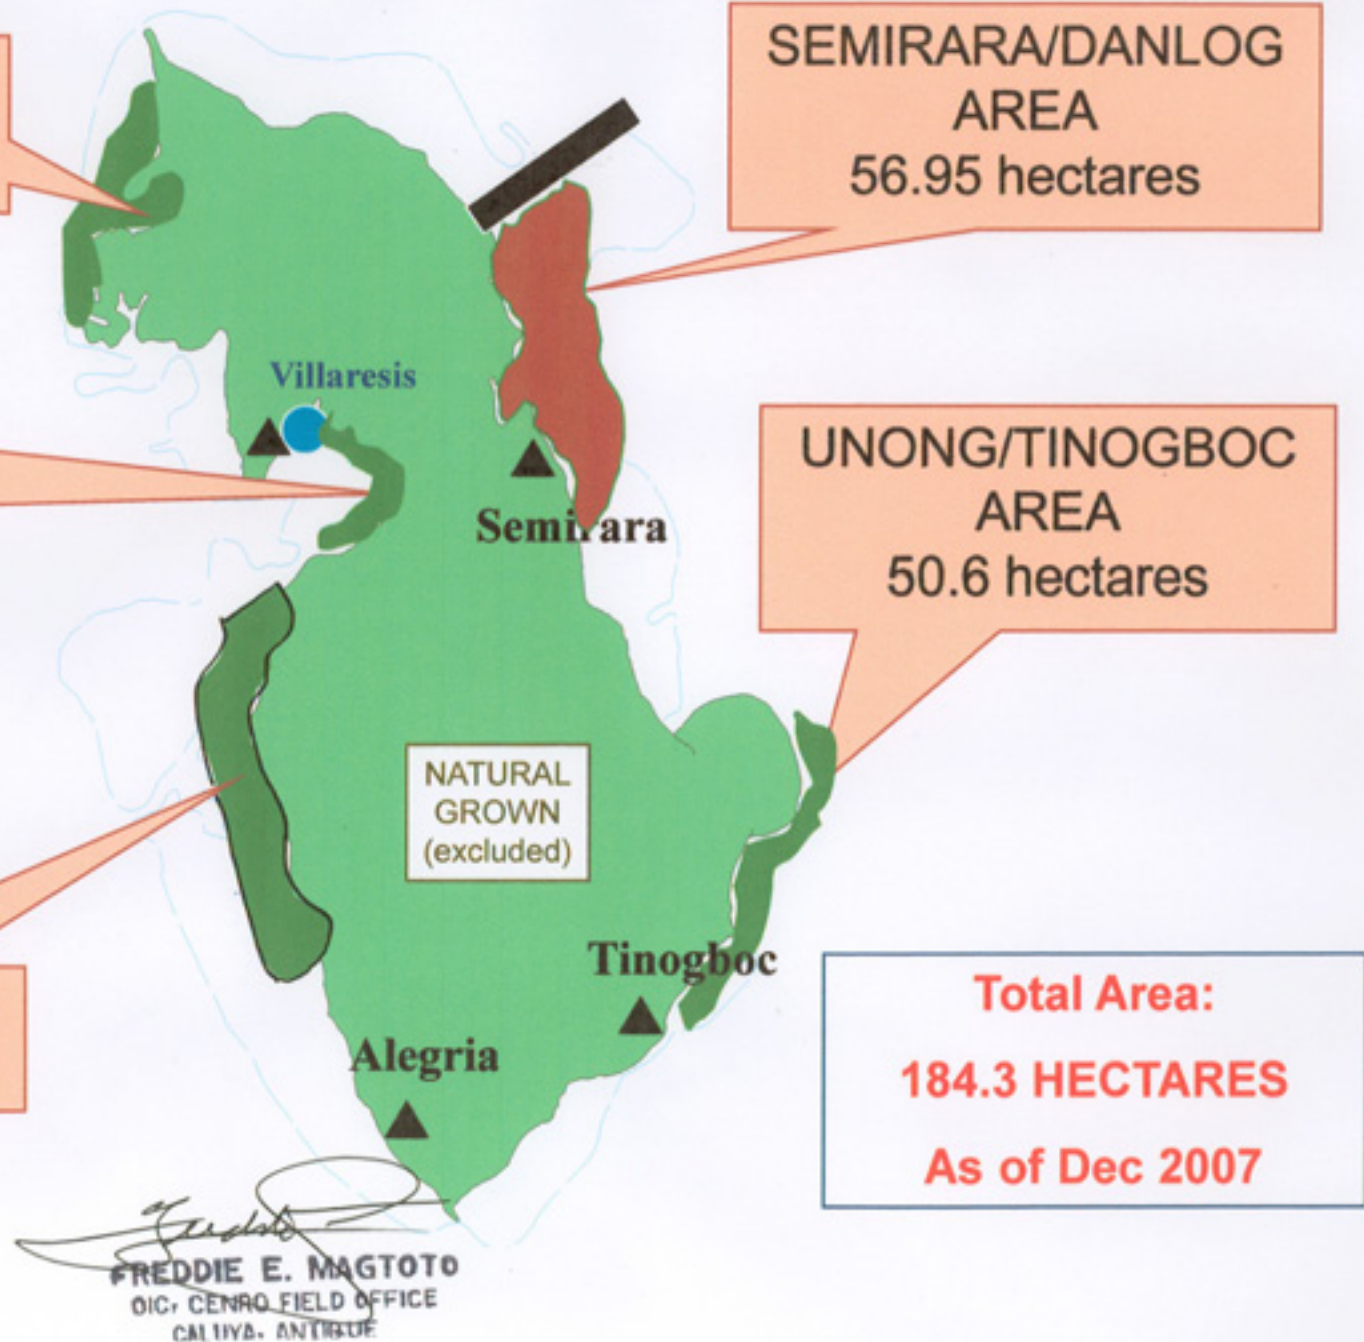 SEMIRARA/DANLOG
AREA
56.95 hectares
Villaresis
Semirara
UNONG/TINOGBOC
AREA
50.6 hectares
NATURAL
GROWN
(excluded)
Tinogboc
Alegria
Total Area:
184.3 HECTARES
As of Dec 2007
FREDDIE E. MAGTOTO
OIC, CENRO FIELD OFFICE
CALUYA, ANTIQUE